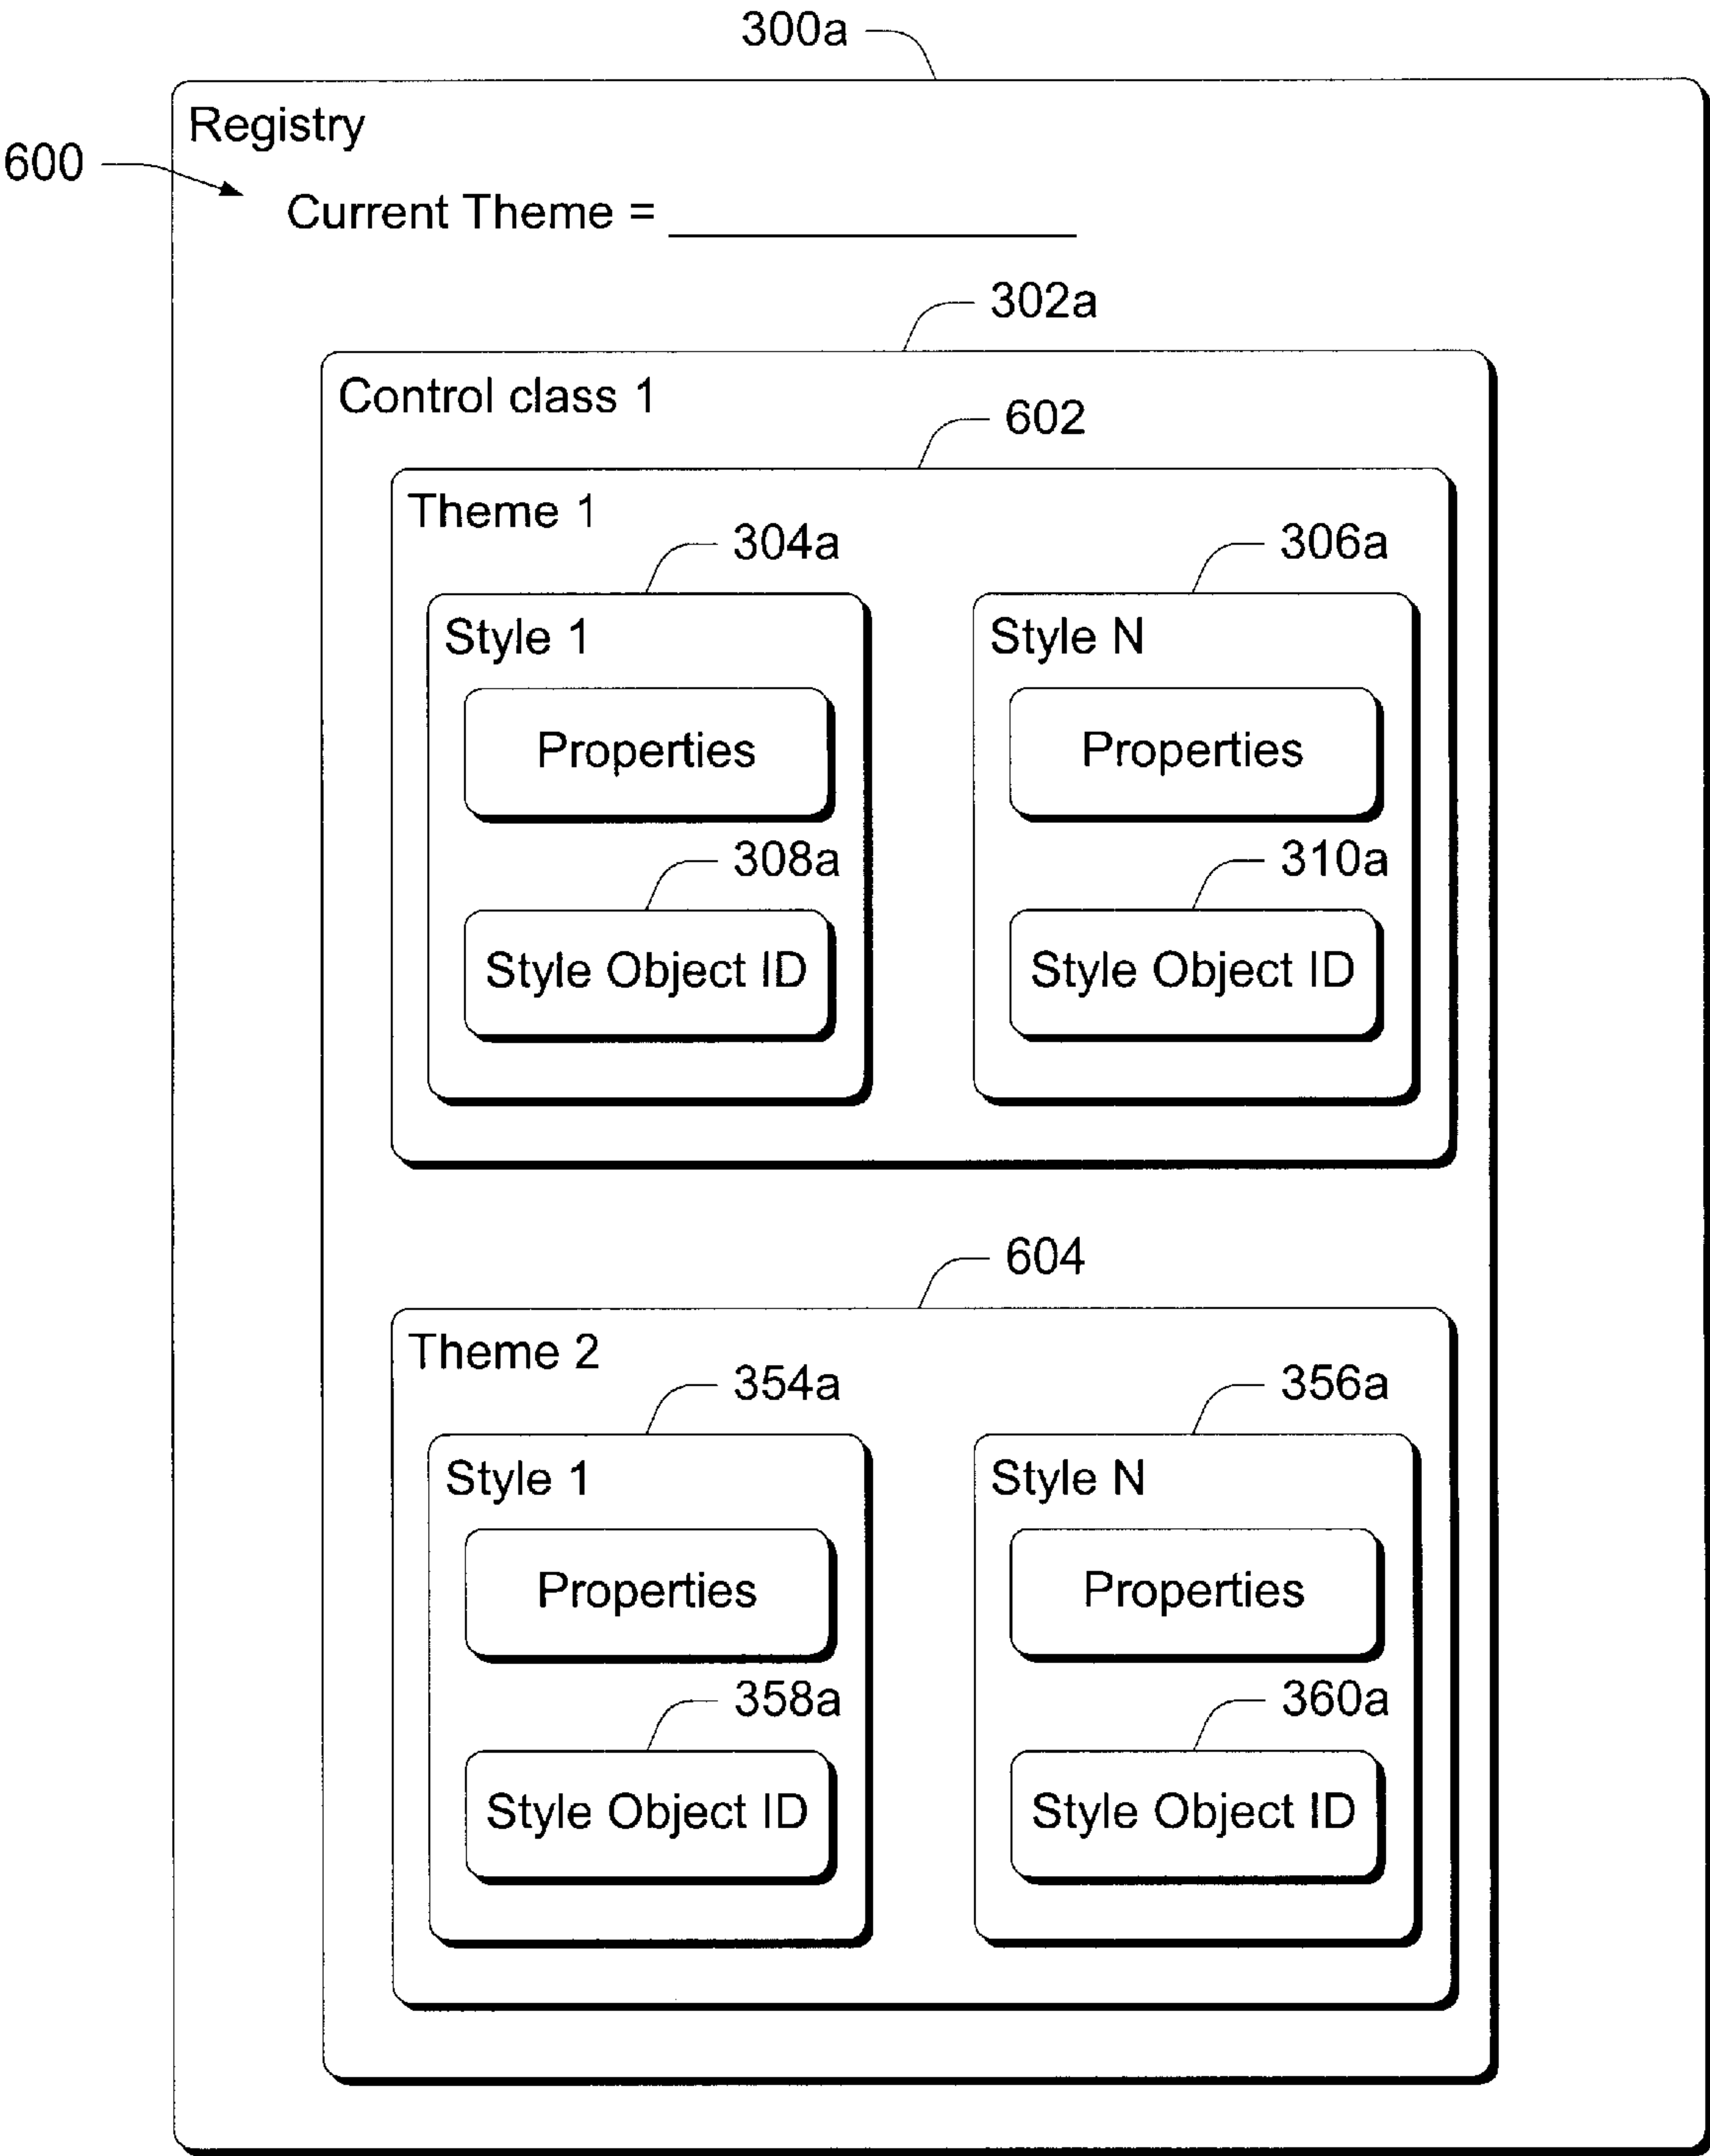 300a
Registry
600
Current Theme = ____________
302a
Control class 1
602
Theme 1
304a
306a
Style 1
Style N
Properties
Properties
308a
310a
Style Object ID
Style Object ID
604
Theme 2
354a
356a
Style 1
Style N
Properties
Properties
358a
360a
Style Object ID
Style Object ID